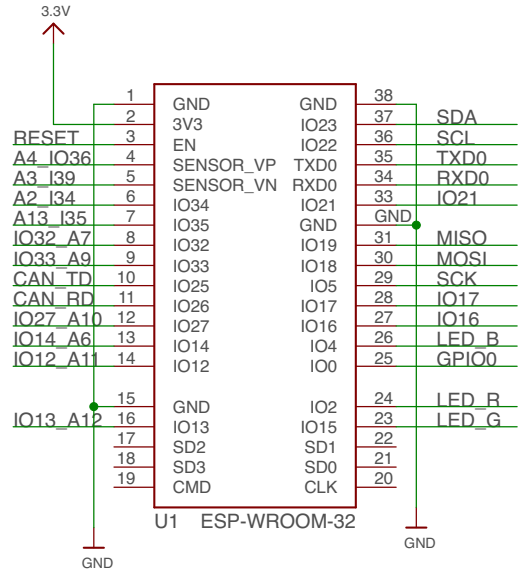 3.3V
1 GND GND 38
2 3V3 IO23 37 SDA
RESET 3 EN IO22 36 SCL
A4_IO36 4 SENSOR_VP TXD0 35 TXD0
A3_I39 5 SENSOR_VN RXD0 34 RXD0
A2_I34 6 IO34 IO21 33 IO21
A13_I35 7 IO35 GND GND
IO32_A7 8 IO32 IO19 31 MISO
IO33_A9 9 IO33 IO18 30 MOSI
CAN_TD 10 IO25 IO5 29 SCK
CAN_RD 11 IO26 IO17 28 IO17
IO27_A10 12 IO27 IO16 27 IO16
IO14_A6 13 IO14 IO4 26 LED_B
IO12_A11 14 IO12 IO0 25 GPIO0
15 GND IO2 24 LED_R
IO13_A12 16 IO13 IO15 23 LED_G
17 SD2 SD1 22
18 SD3 SD0 21
19 CMD CLK 20
U1 ESP-WROOM-32
GND
GND